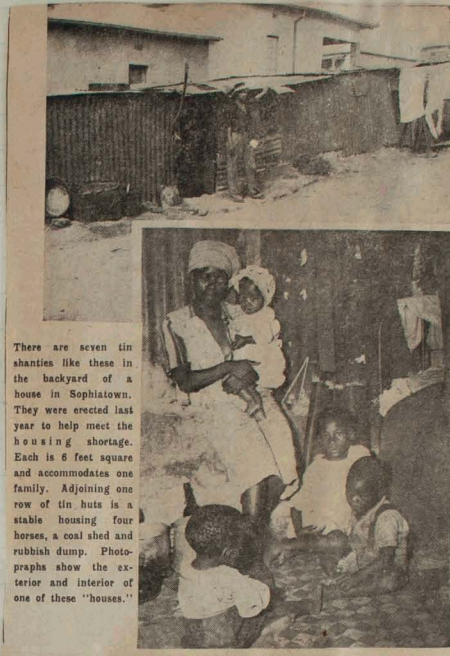 There are seven tin
shanties like these in
the backyard of a
house in Sophiatown.
They were erected last
year to help meet the
housing shortage.
Each is 6 feet square
and accommodates one
family. Adjoining one
row of tin huts is a
stable housing four
horses, a coal shed and
rubbish dump. Photo-
praphs show the ex-
terior and interior of
one of these "houses."